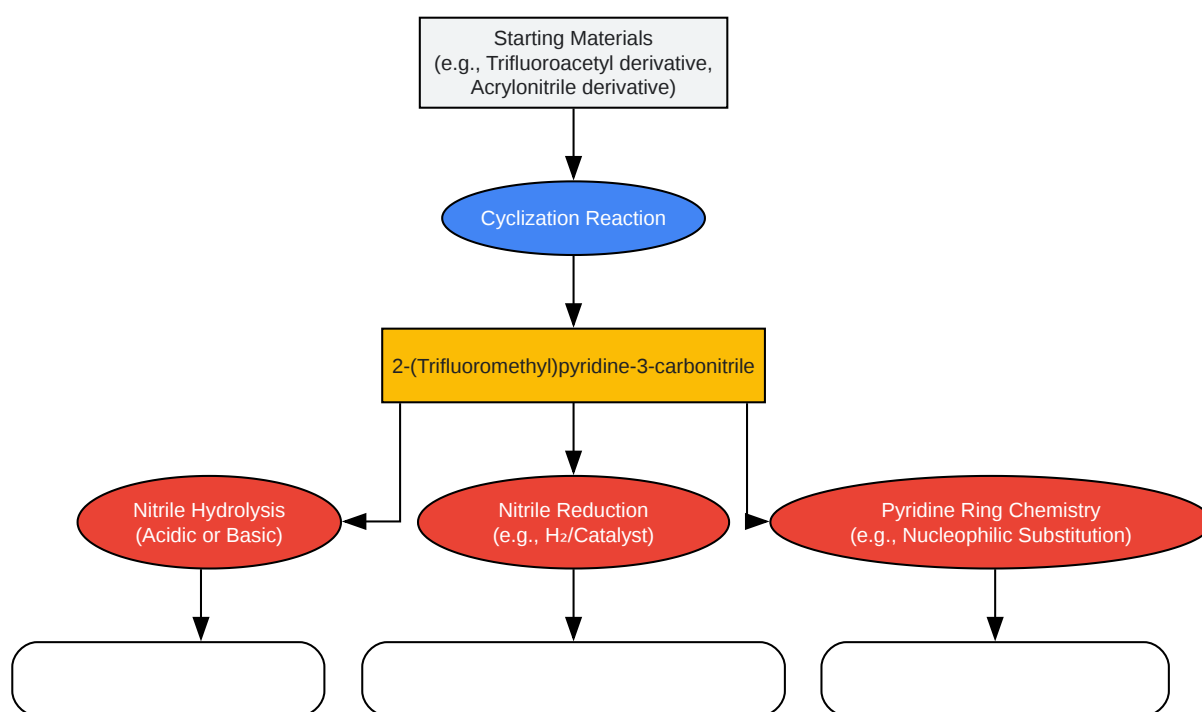 Starting Materials
(e.g., Trifluoroacetyl derivative,
Acrylonitrile derivative)
Cyclization Reaction
2-(Trifluoromethyl)pyridine-3-carbonitrile
Nitrile Hydrolysis
(Acidic or Basic)
Nitrile Reduction
(e.g., H₂/Catalyst)
Pyridine Ring Chemistry
(e.g., Nucleophilic Substitution)